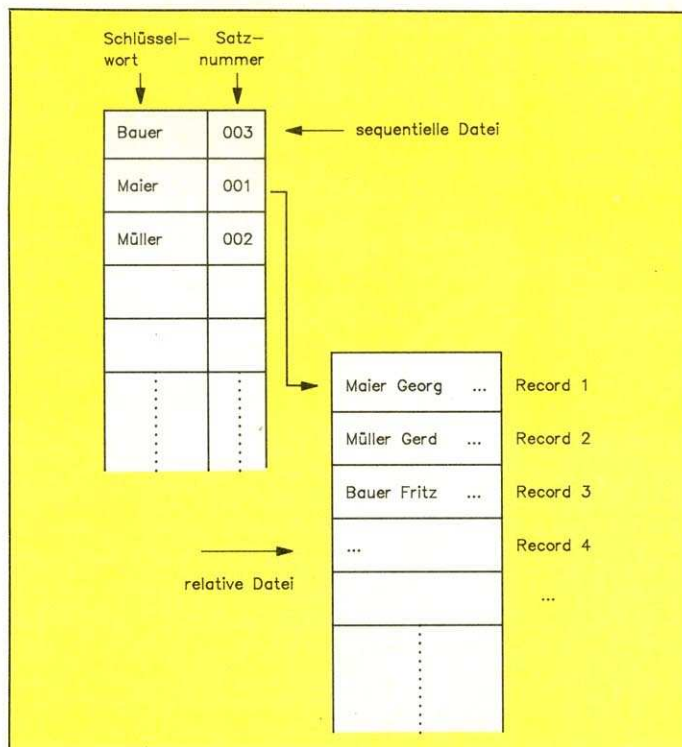 Schlüssel-
wort
Satz-
nummer
Bauer 003
sequentielle Datei
Maier 001
Müller 002
Maier Georg ... Record 1
Müller Gerd ... Record 2
Bauer Fritz ... Record 3
... Record 4
relative Datei
...